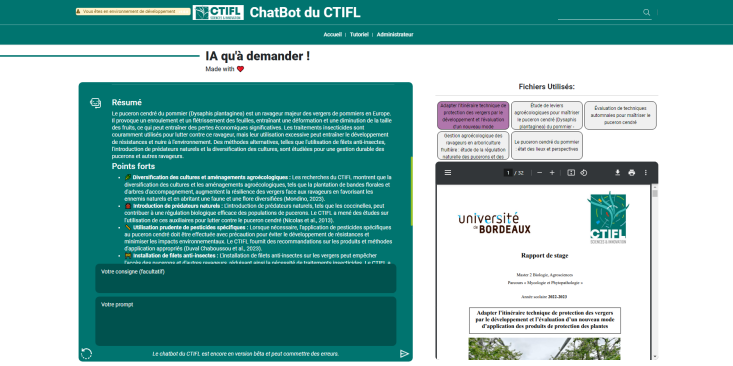 Vous êtes en environnement de développement
CTIFL
SCIENCES & INNOVATION
ChatBot du CTIFL
Accueil | Tutoriel | Administrateur
IA qu'à demander !
Made with
Résumé
Le puceron cendré du pommier (Dysaphis plantaginea) est un ravageur majeur des vergers de pommiers en Europe.
Il provoque un enroulement et un flétrissement des feuilles, entraînant une déformation et une diminution de la taille
des fruits, ce qui peut entraîner des pertes économiques significatives. Les traitements insecticides sont
couramment utilisés pour lutter contre ce ravageur, mais leur utilisation excessive peut entraîner le développement
de résistances et nuire à l'environnement. Des méthodes alternatives, telles que l'utilisation de filets anti-insectes,
l'introduction de prédateurs naturels et la diversification des cultures, sont étudiées pour une gestion durable des
pucerons et autres ravageurs.
Points forts
Diversification des cultures et aménagements agroécologiques : Les recherches du CTIFL montrent que la
diversification des cultures et les aménagements agroécologiques, tels que la plantation de bandes florales et
d'arbres d'accompagnement, augmentent la résilience des vergers face aux ravageurs en favorisant les
ennemis naturels et en abritant une faune et une flore diversifiées (Mondino, 2023).
Introduction de prédateurs naturels : L'introduction de prédateurs naturels, tels que les coccinelles, peut
contribuer à une régulation biologique efficace des populations de pucerons. Le CTIFL a mené des études sur
l'utilisation de ces auxiliaires pour lutter contre le puceron cendré (Nicolas et al., 2013).
Utilisation prudente de pesticides spécifiques : Lorsque nécessaire, l'application de pesticides spécifiques
au puceron cendré doit être effectuée avec précaution pour éviter le développement de résistances et
minimiser les impacts environnementaux. Le CTIFL fournit des recommandations sur les produits et méthodes
d'application appropriés (Duval Chaboussou et al., 2023).
Installation de filets anti-insectes : L'installation de filets anti-insectes sur les vergers peut empêcher
l'accès des pucerons et d'autres ravageurs, réduisant ainsi la nécessité de traitements insecticides. Le CTIFL a
Votre consigne (facultatif)
Votre prompt
Le chatbot du CTIFL est encore en version bêta et peut commettre des erreurs.
Fichiers Utilisés:
Adapter l'itinéraire technique de
protection des vergers par le
développement et l'évaluation
d'un nouveau mode
Étude de leviers
agroécologiques pour maîtriser
le puceron cendré (Dysaphis
plantaginea) du pommier
Évaluation de techniques
automnales pour maîtriser le
puceron cendré
Gestion agroécologique des
ravageurs en arboriculture
fruitière : étude de la régulation
naturelle des pucerons et des
Le puceron cendré du pommier
état des lieux et perspectives
1 / 32
université
de BORDEAUX
CTIFL
SCIENCES & INNOVATION
Rapport de stage
Master 2 Biologie, Agrosciences
Parcours « Mycologie et Phytopathologie »
Année scolaire 2022-2023
Adapter l'itinéraire technique de protection des vergers
par le développement et l'évaluation d'un nouveau mode
d'application des produits de protection des plantes